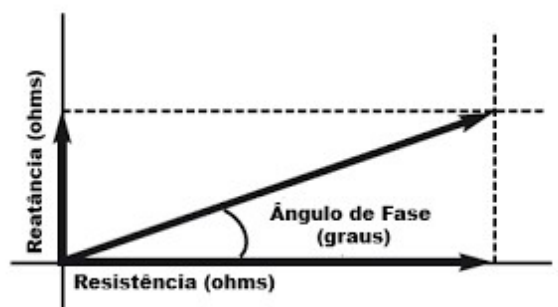 Reatância (ohms)
Ângulo de Fase
(graus)
Resistência (ohms)